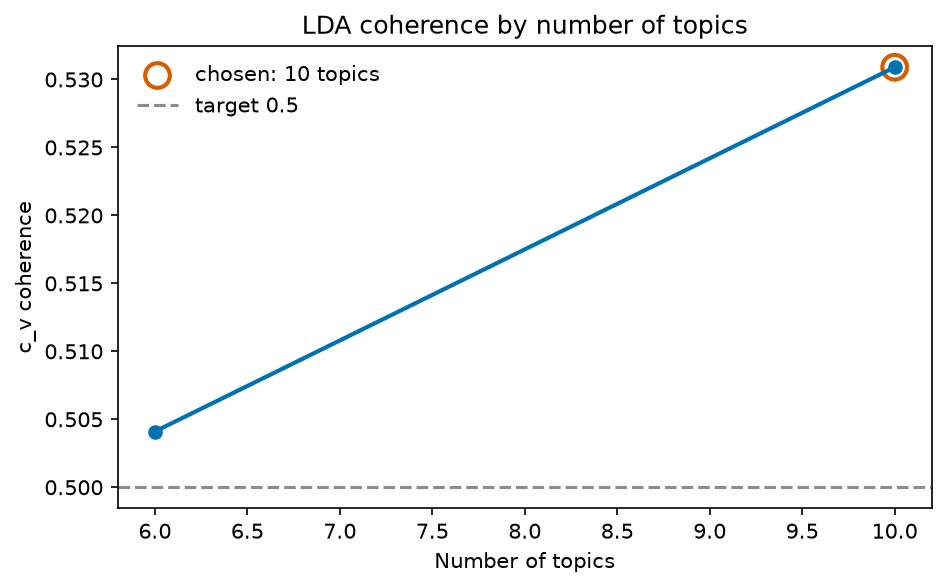 LDA coherence by number of topics
chosen: 10 topics
target 0.5
c_v coherence
0.530
0.525
0.520
0.515
0.510
0.505
0.500
6.0 6.5 7.0 7.5 8.0 8.5 9.0 9.5 10.0
Number of topics